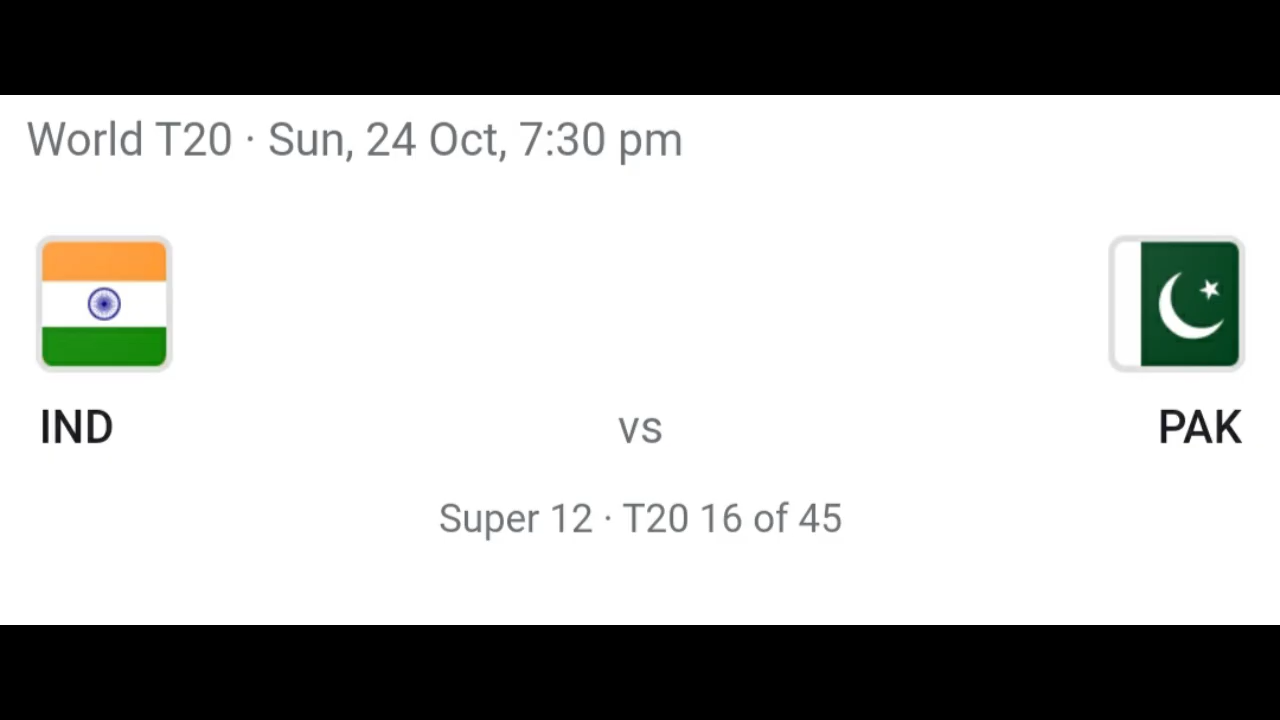 World T20 · Sun, 24 Oct, 7:30 pm
IND vs PAK
Super 12 · T20 16 of 45